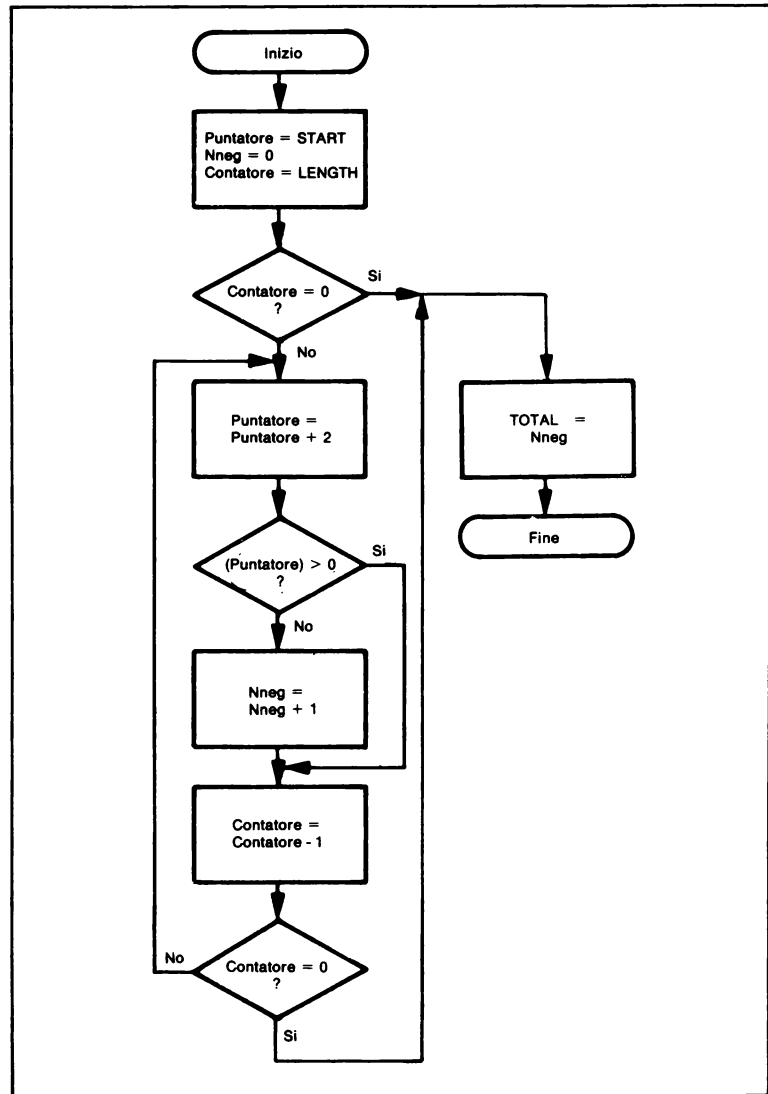 Inizio
Puntatore = START
Nneg = 0
Contatore = LENGTH
Contatore = 0
?
Si
No
Puntatore =
Puntatore + 2
TOTAL =
Nneg
Fine
(Puntatore) > 0
?
Si
No
Nneg =
Nneg + 1
Contatore =
Contatore - 1
Contatore = 0
?
No
Si